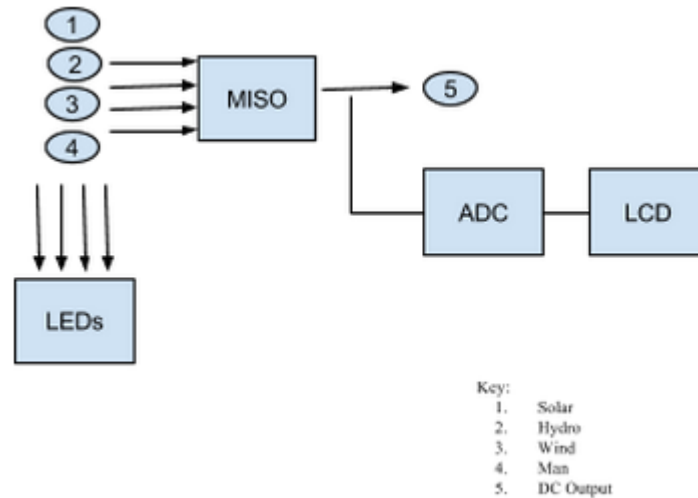 1
2
3
4
MISO
5
ADC
LCD
LEDs
Key:
1. Solar
2. Hydro
3. Wind
4. Man
5. DC Output